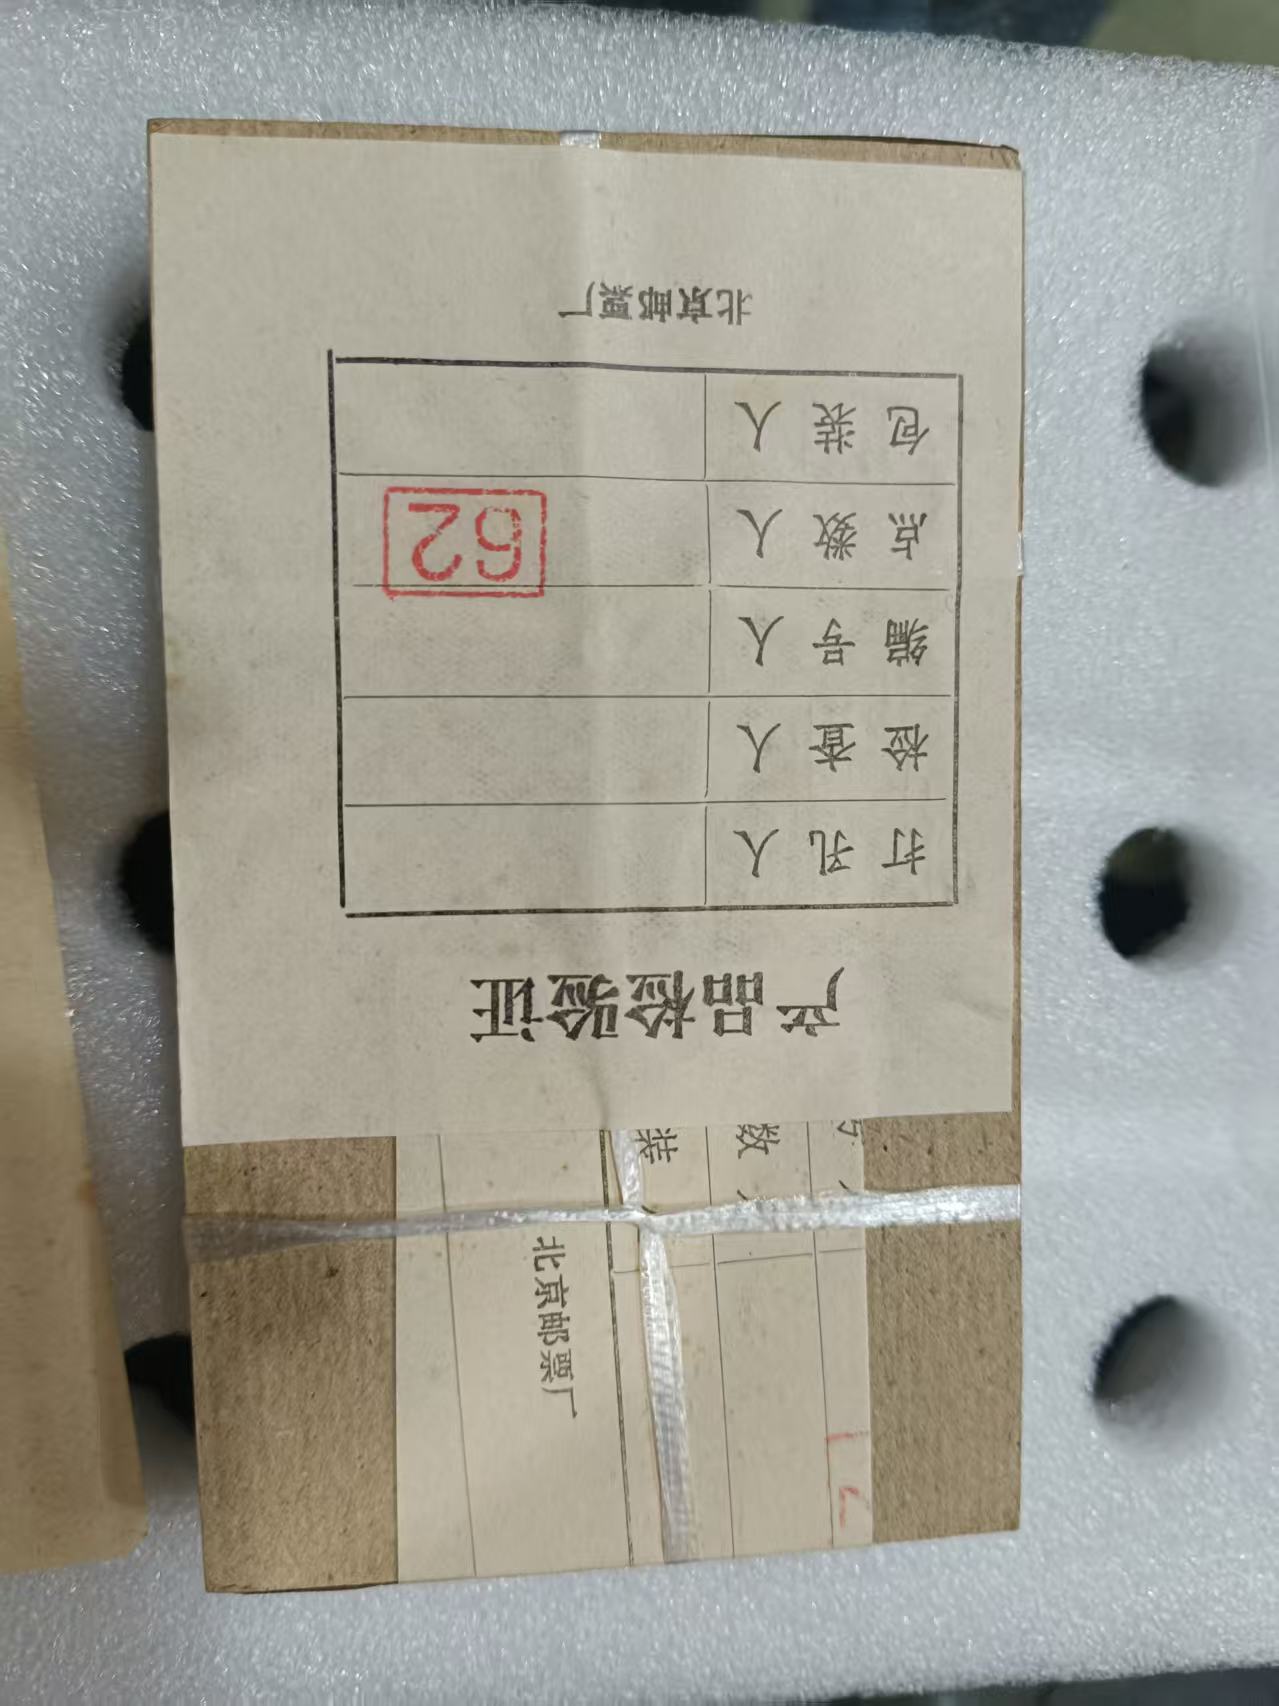 产品检验证
打孔人
检查人
编号人
点数人 62
包装人
北京邮票厂
数
装
北京邮票厂